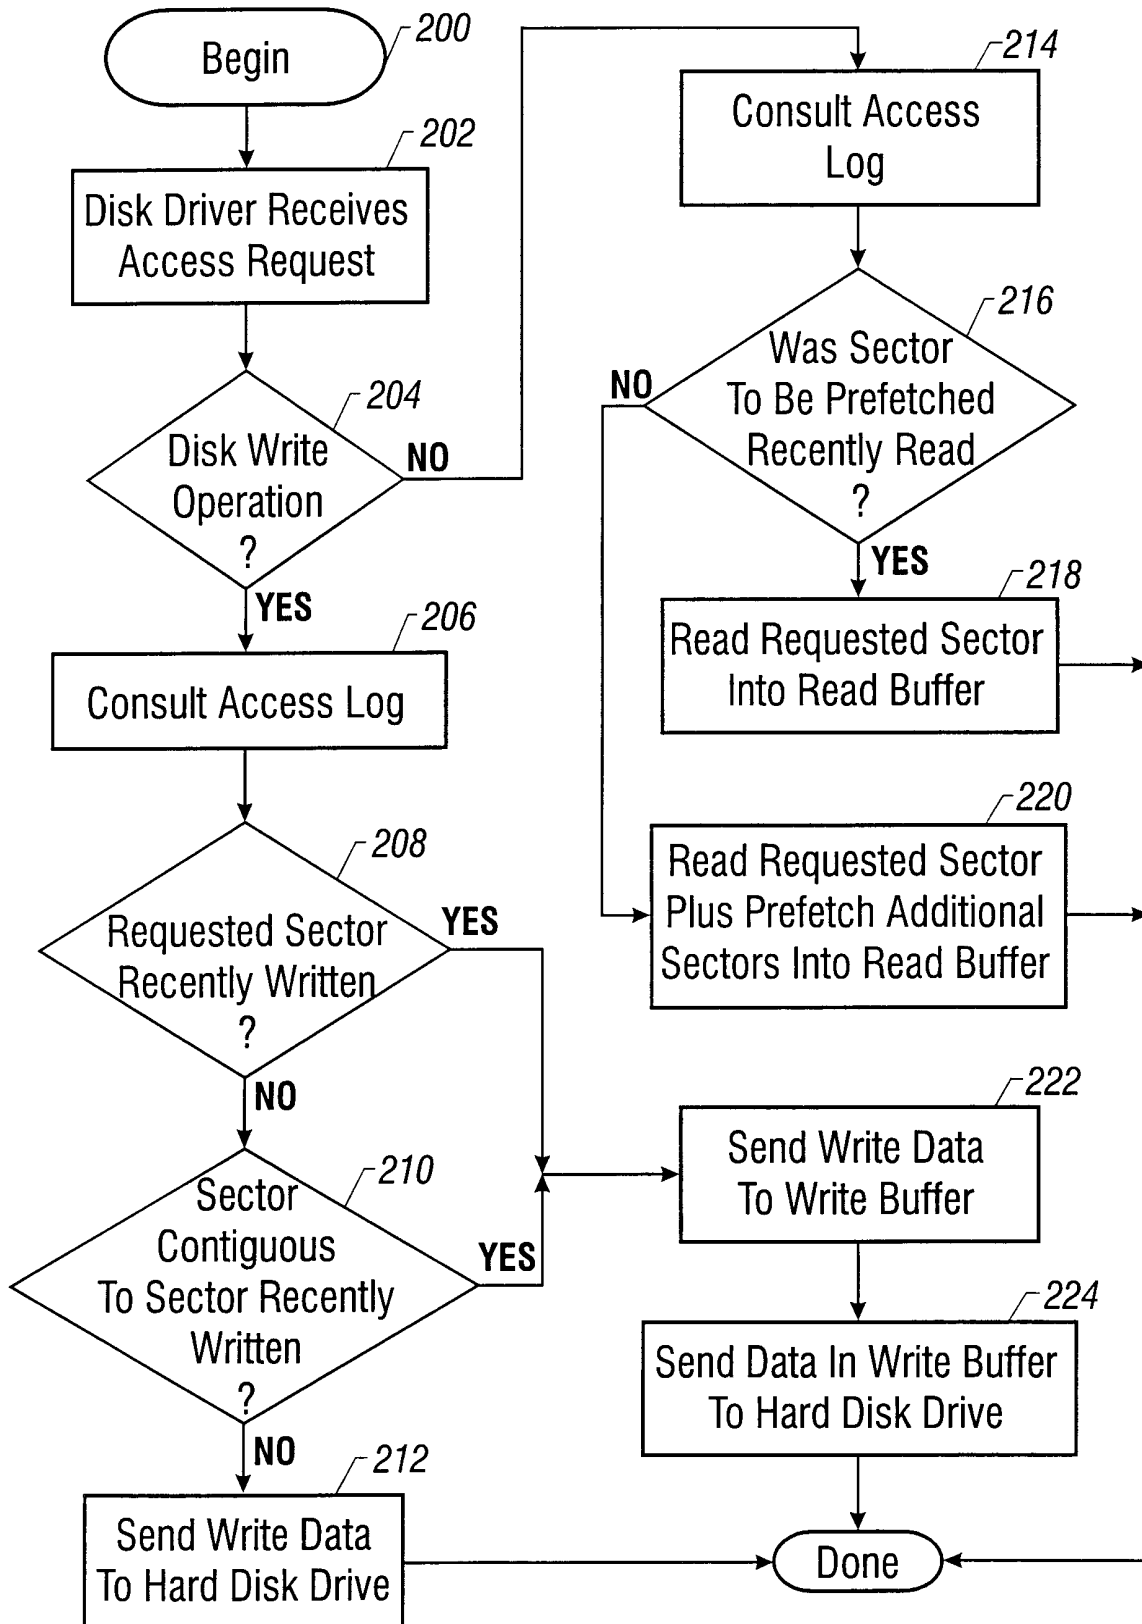 Begin
200
202
Disk Driver Receives
Access Request
204
Disk Write
Operation
?
NO
YES
206
Consult Access Log
208
Requested Sector
Recently Written
?
YES
NO
210
Sector
Contiguous
To Sector Recently
Written
?
YES
NO
212
Send Write Data
To Hard Disk Drive
214
Consult Access
Log
216
Was Sector
To Be Prefetched
Recently Read
?
NO
YES
218
Read Requested Sector
Into Read Buffer
220
Read Requested Sector
Plus Prefetch Additional
Sectors Into Read Buffer
222
Send Write Data
To Write Buffer
224
Send Data In Write Buffer
To Hard Disk Drive
Done